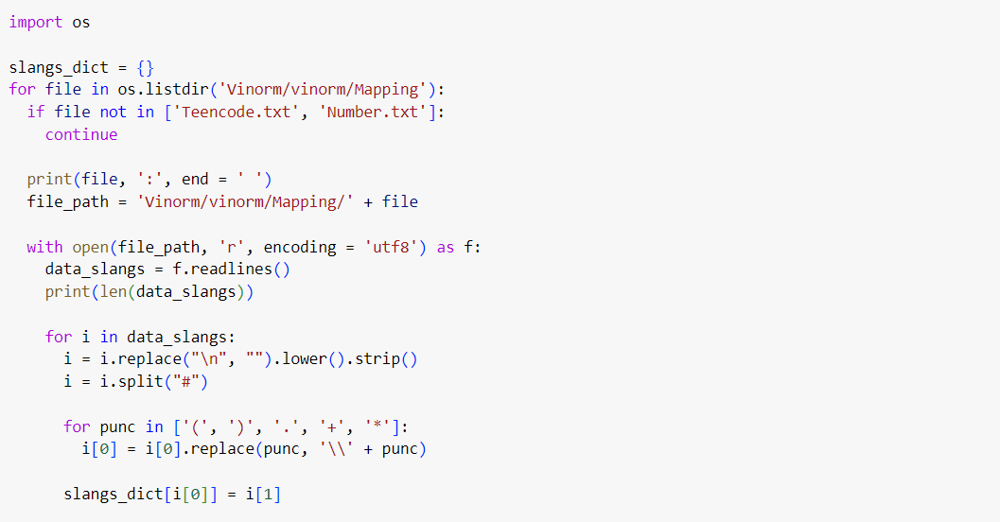 import os
slangs_dict = {}
for file in os.listdir('Vinorm/vinorm/Mapping'):
  if file not in ['Teencode.txt', 'Number.txt']:
    continue
  print(file, ':', end = ' ')
  file_path = 'Vinorm/vinorm/Mapping/' + file
  with open(file_path, 'r', encoding = 'utf8') as f:
    data_slangs = f.readlines()
    print(len(data_slangs))
    for i in data_slangs:
      i = i.replace("\n", "").lower().strip()
      i = i.split("#")
      for punc in ['(', ')', '.', '+', '*']:
        i[0] = i[0].replace(punc, '\\' + punc)
      slangs_dict[i[0]] = i[1]